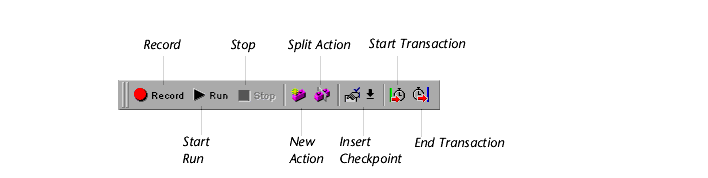 Record
Stop
Split Action
Start Transaction
Record
Run
Stop
Start
Run
New
Action
Insert
Checkpoint
End Transaction